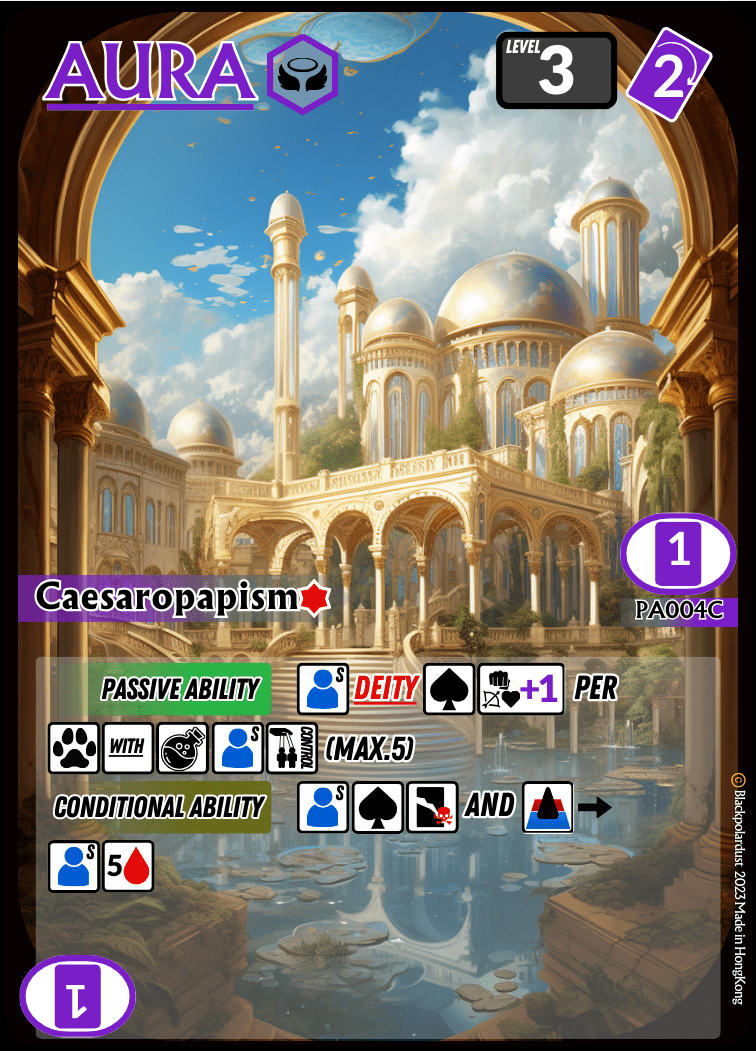 AURA
LEVEL 3
2
1
Caesaropapism
PA004C
PASSIVE ABILITY S DEITY +1 PER
WITH S CONTROL (MAX.5)
CONDITIONAL ABILITY S AND
S 5
1
© Blackpolardust 2023 Made in HongKong